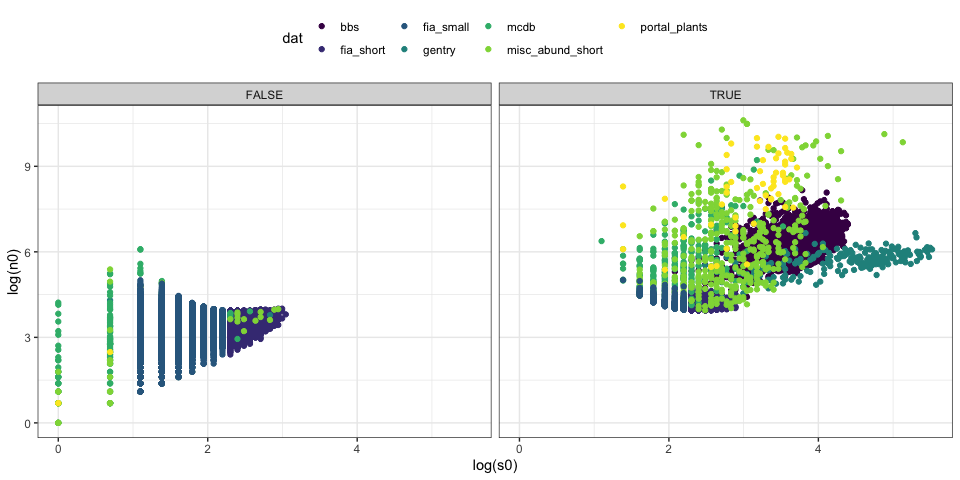 dat
bbs
fia_small
mcdb
portal_plants
fia_short
gentry
misc_abund_short
FALSE
TRUE
log(n0)
9
6
3
0
0
2
4
0
2
4
log(s0)